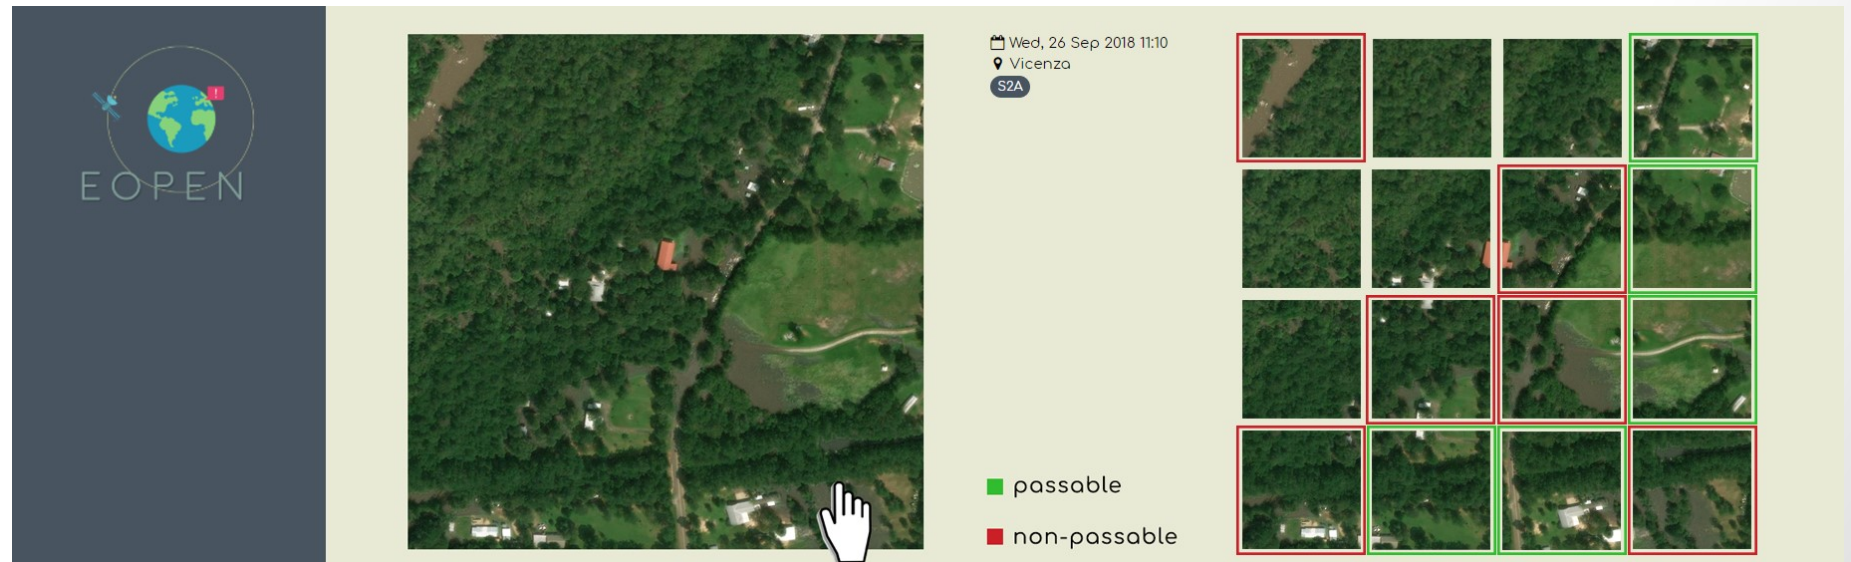 EOPEN
!
Wed, 26 Sep 2018 11:10
Vicenza
S2A
passable
non-passable